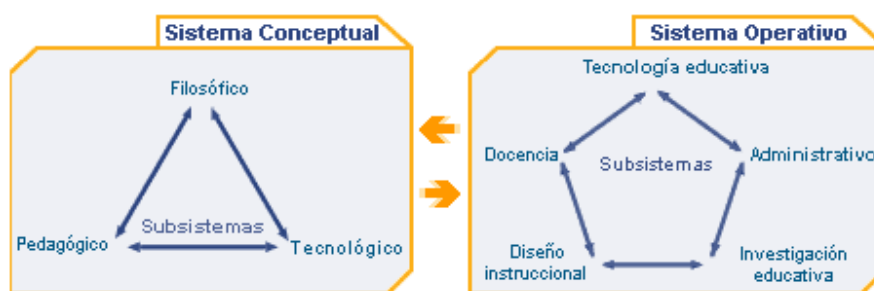 Sistema Conceptual
Filosófico
Subsistemas
Pedagógico
Tecnológico
Sistema Operativo
Tecnología educativa
Docencia
Subsistemas
Administrativo
Diseño
instruccional
Investigación
educativa